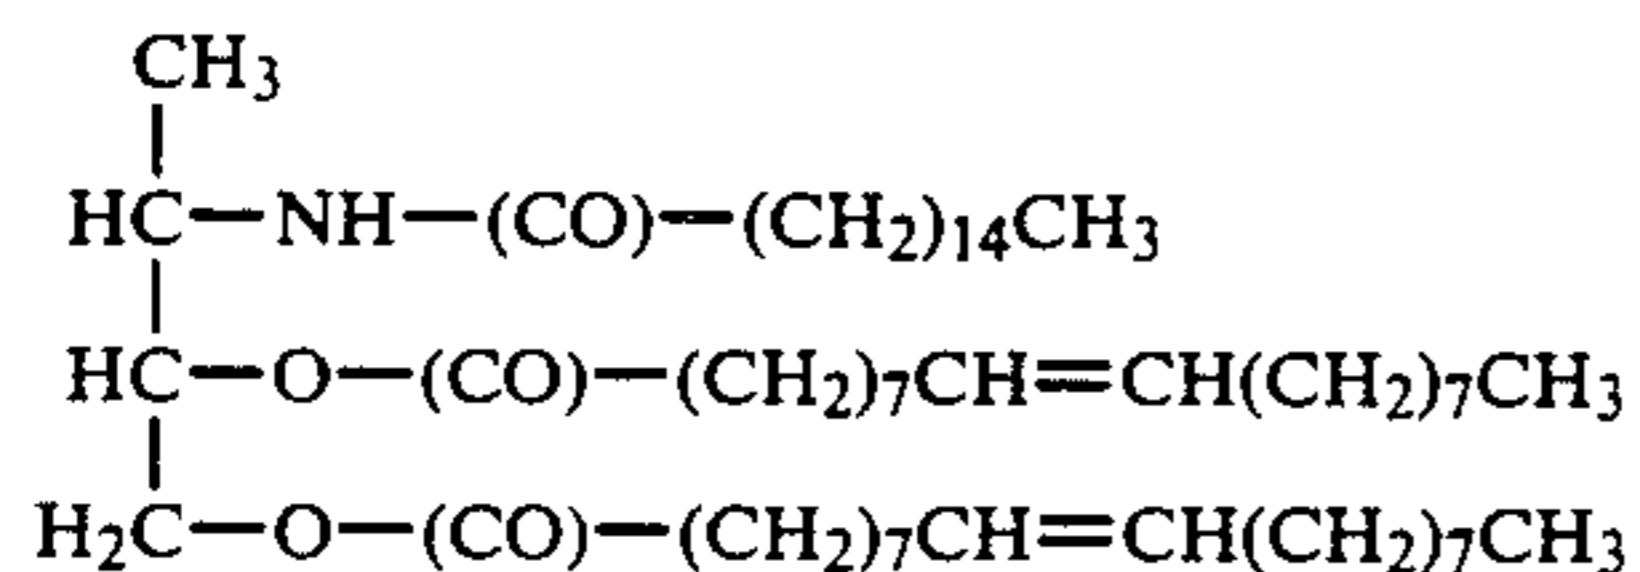 CH₃
HC—NH—(CO)—(CH₂)₁₄CH₃
HC—O—(CO)—(CH₂)₇CH=CH(CH₂)₇CH₃
H₂C—O—(CO)—(CH₂)₇CH=CH(CH₂)₇CH₃